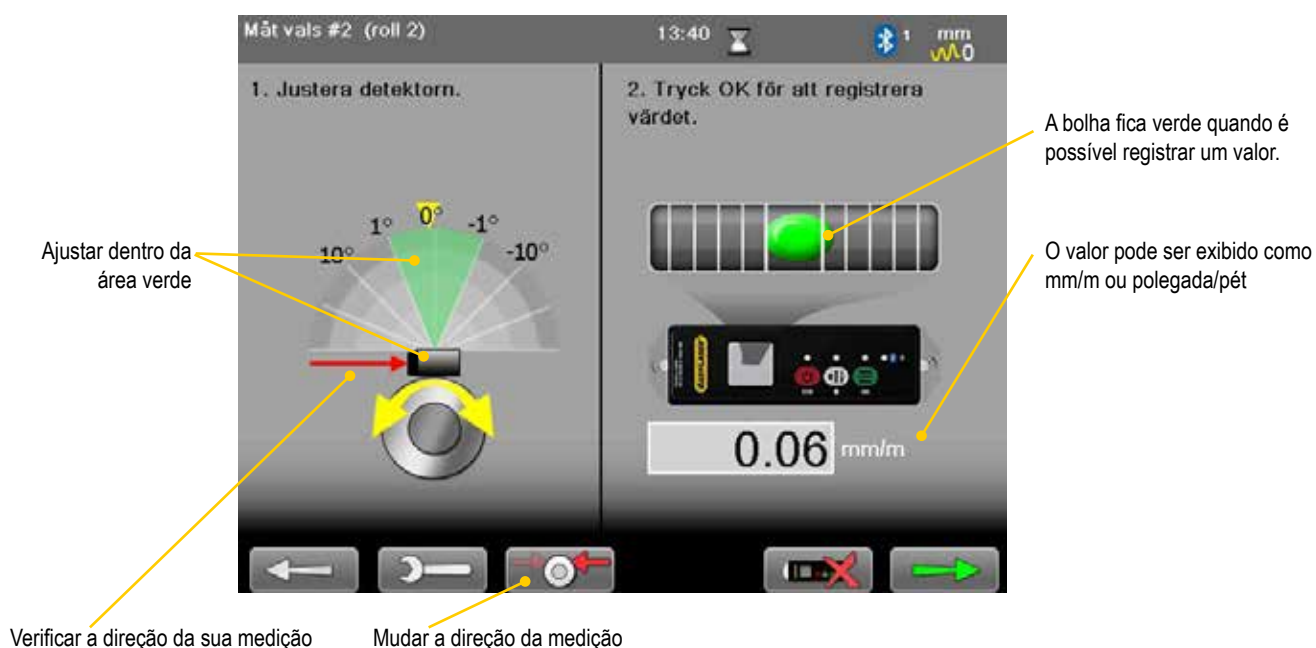 Mät vals #2 (roll 2)
13:40
1
mm
0
1. Justera detektorn.
2. Tryck OK för att registrera
värdet.
A bolha fica verde quando é
possível registrar um valor.
10°
1°
0°
-1°
-10°
Ajustar dentro da
área verde
O valor pode ser exibido como
mm/m ou polegada/pét
EASY-LASER
0.06 mm/m
Verificar a direção da sua medição
Mudar a direção da medição